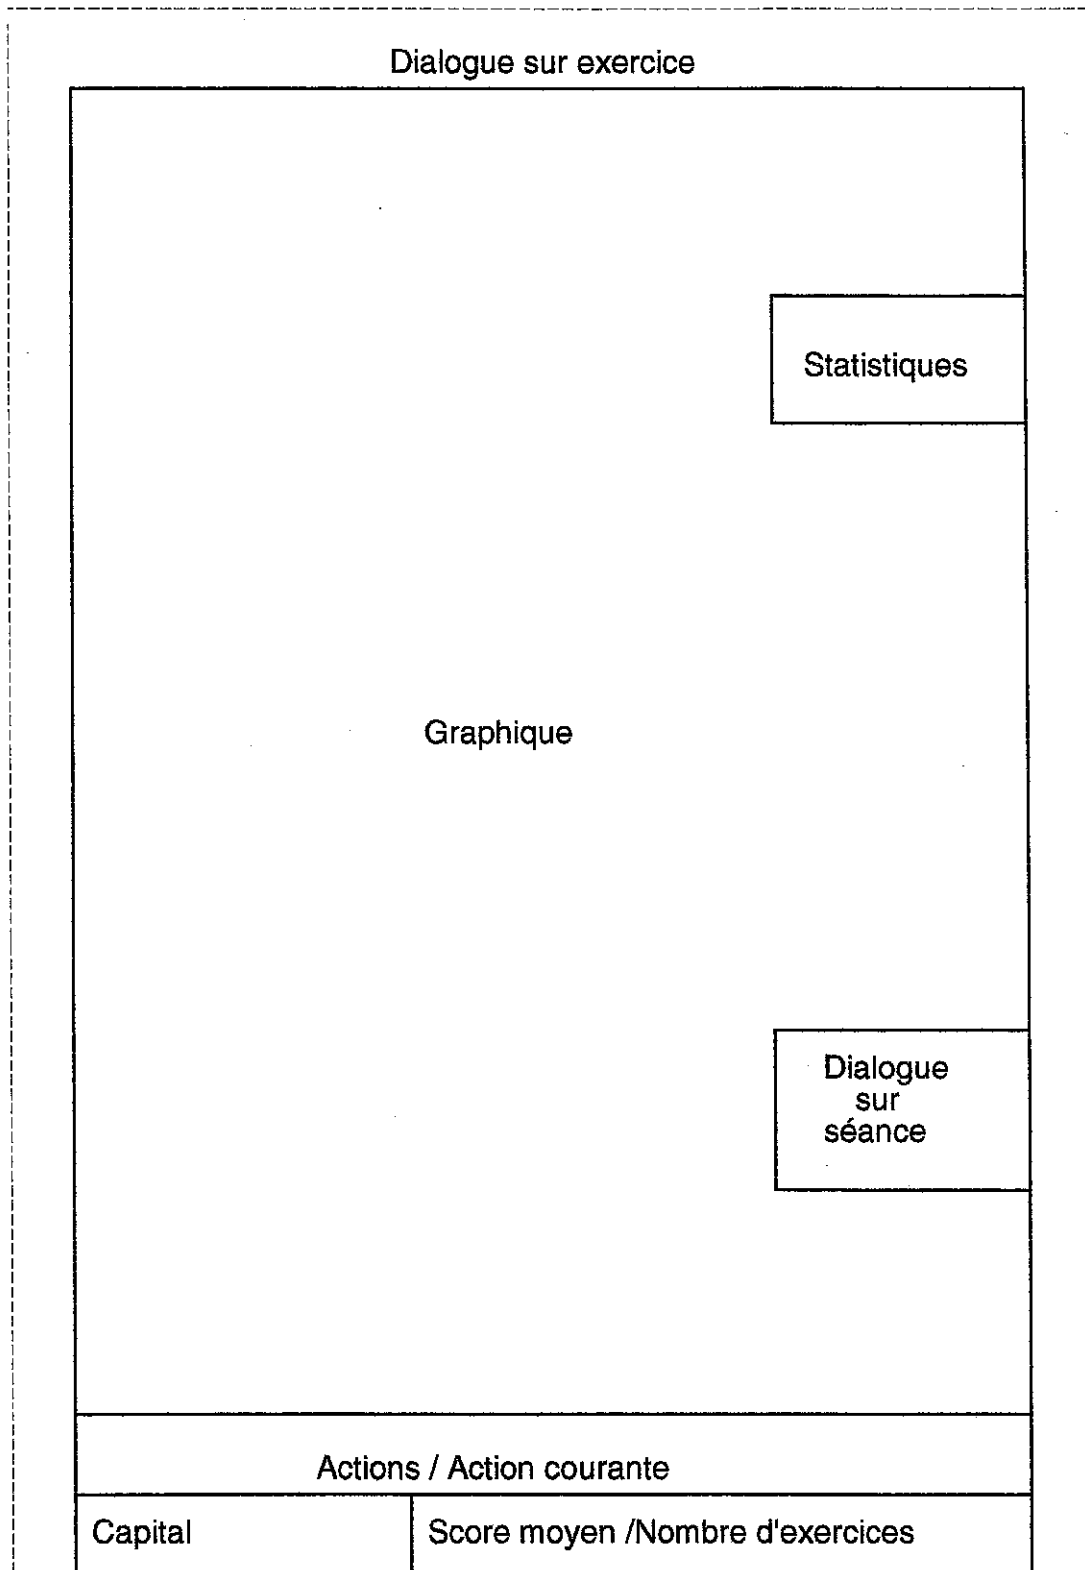 Dialogue sur exercice
Statistiques
Graphique
Dialogue
sur
séance
Actions / Action courante
Capital
Score moyen /Nombre d'exercices